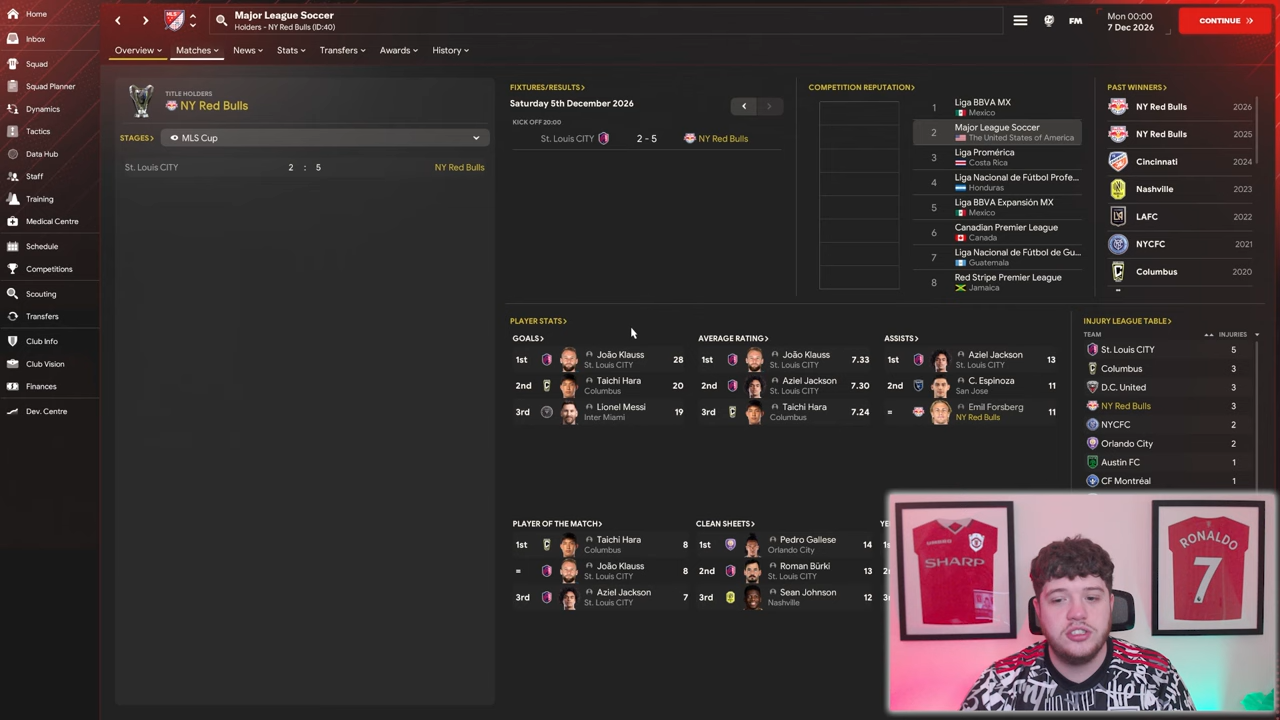 Home
Inbox
Squad
Squad Planner
Dynamics
Tactics
Data Hub
Staff
Training
Medical Centre
Schedule
Competitions
Scouting
Transfers
Club Info
Club Vision
Finances
Dev. Centre
Major League Soccer
Holders - NY Red Bulls (ID:40)
FM
Mon 00:00
7 Dec 2026
CONTINUE
Overview
Matches
News
Stats
Transfers
Awards
History
TITLE HOLDERS
NY Red Bulls
STAGES>
MLS Cup
St. Louis CITY 2 : 5 NY Red Bulls
FIXTURES/RESULTS>
Saturday 5th December 2026
KICK OFF 20:00
St. Louis CITY 2 - 5 NY Red Bulls
COMPETITION REPUTATION>
1 Liga BBVA MX
Mexico
2 Major League Soccer
The United States of America
3 Liga Promérica
Costa Rica
4 Liga Nacional de Fútbol Profe...
Honduras
5 Liga BBVA Expansión MX
Mexico
6 Canadian Premier League
Canada
7 Liga Nacional de Fútbol de Gu...
Guatemala
8 Red Stripe Premier League
Jamaica
PAST WINNERS>
NY Red Bulls 2026
NY Red Bulls 2025
Cincinnati 2024
Nashville 2023
LAFC 2022
NYCFC 2021
Columbus 2020
PLAYER STATS>
GOALS>
1st João Klauss 28
St. Louis CITY
2nd Taichi Hara 20
Columbus
3rd Lionel Messi 19
Inter Miami
AVERAGE RATING>
1st João Klauss 7.33
St. Louis CITY
2nd Aziel Jackson 7.30
St. Louis CITY
3rd Taichi Hara 7.24
Columbus
ASSISTS>
1st Aziel Jackson 13
St. Louis CITY
2nd C. Espinoza 11
San Jose
= Emil Forsberg 11
NY Red Bulls
INJURY LEAGUE TABLE>
TEAM INJURIES
St. Louis CITY 5
Columbus 3
D.C. United 3
NY Red Bulls 3
NYCFC 2
Orlando City 2
Austin FC 1
CF Montréal 1
PLAYER OF THE MATCH>
1st Taichi Hara 8
Columbus
= João Klauss 8
St. Louis CITY
3rd Aziel Jackson 7
St. Louis CITY
CLEAN SHEETS>
1st Pedro Gallese 14
Orlando City
2nd Roman Bürki 13
St. Louis CITY
3rd Sean Johnson 12
Nashville
YE
SHARP
RONALDO
7